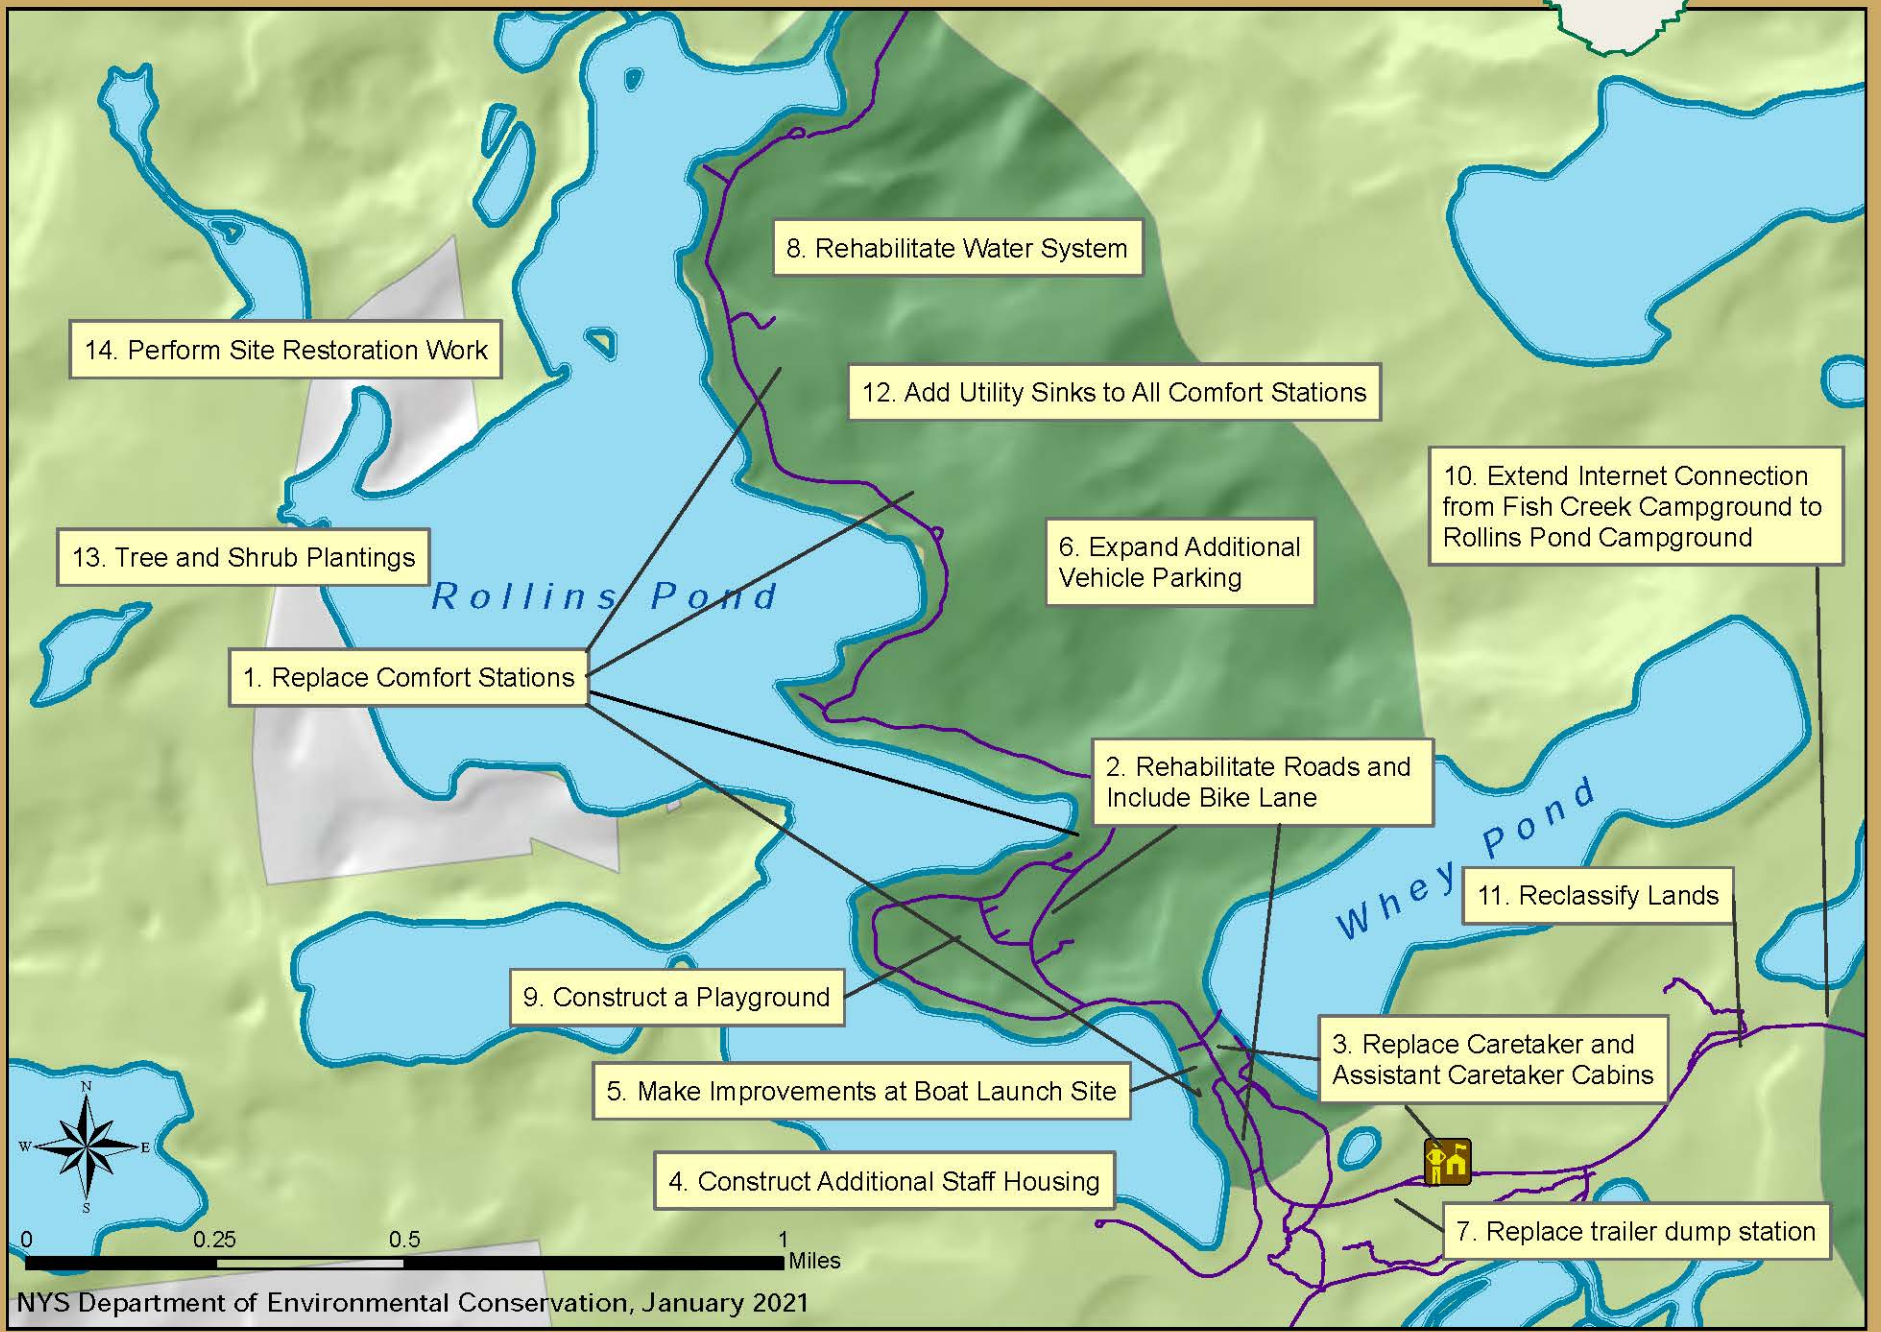 8. Rehabilitate Water System
14. Perform Site Restoration Work
12. Add Utility Sinks to All Comfort Stations
10. Extend Internet Connection
from Fish Creek Campground to
Rollins Pond Campground
13. Tree and Shrub Plantings
6. Expand Additional
Vehicle Parking
Rollins Pond
1. Replace Comfort Stations
2. Rehabilitate Roads and
Include Bike Lane
Whey Pond
11. Reclassify Lands
9. Construct a Playground
3. Replace Caretaker and
Assistant Caretaker Cabins
5. Make Improvements at Boat Launch Site
N
W E
S
4. Construct Additional Staff Housing
7. Replace trailer dump station
0 0.25 0.5 1
Miles
NYS Department of Environmental Conservation, January 2021